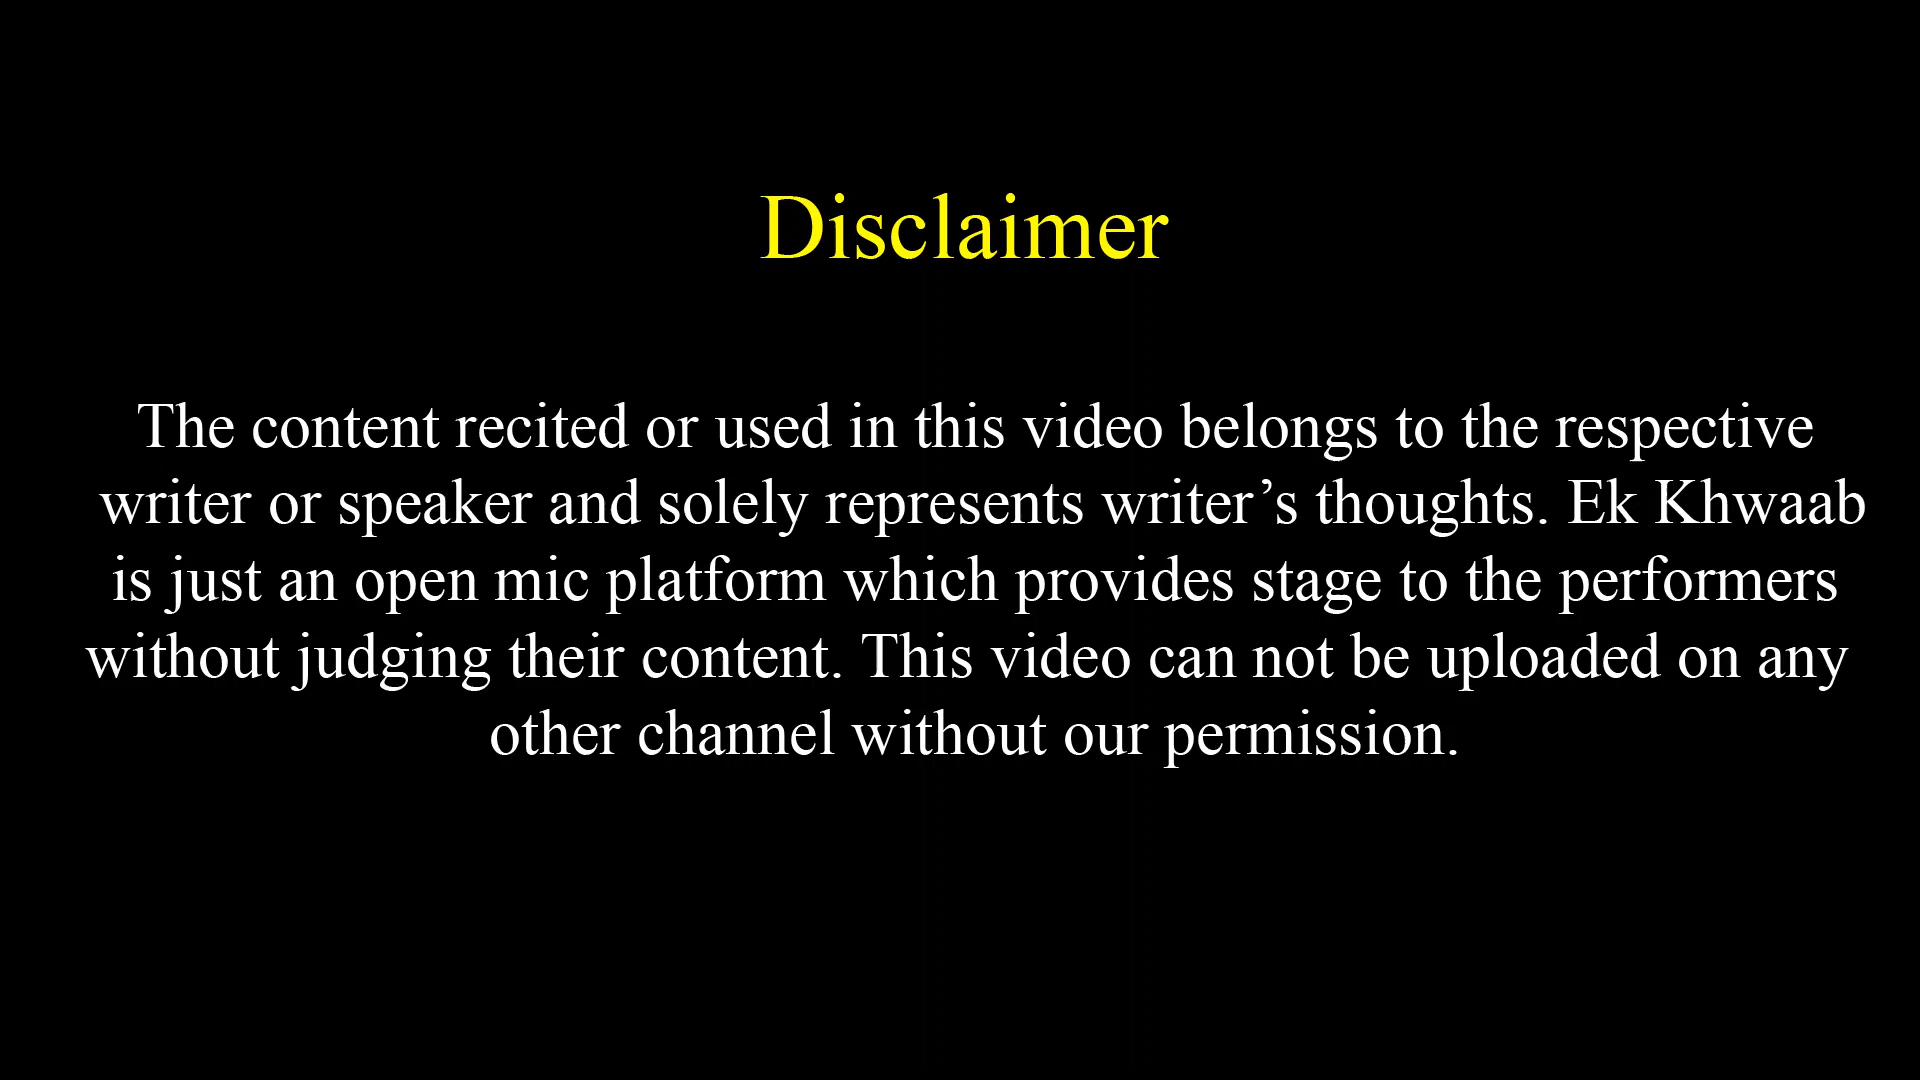 Disclaimer
The content recited or used in this video belongs to the respective
writer or speaker and solely represents writer’s thoughts. Ek Khwaab
is just an open mic platform which provides stage to the performers
without judging their content. This video can not be uploaded on any
other channel without our permission.